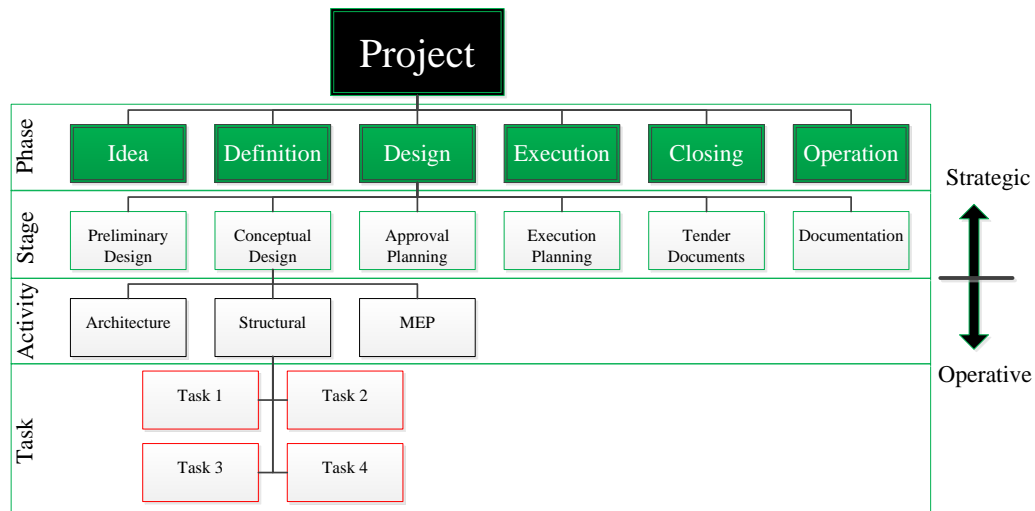 Project
Phase
Idea
Definition
Design
Execution
Closing
Operation
Strategic
Stage
Preliminary
Design
Conceptual
Design
Approval
Planning
Execution
Planning
Tender
Documents
Documentation
Activity
Architecture
Structural
MEP
Operative
Task
Task 1
Task 2
Task 3
Task 4